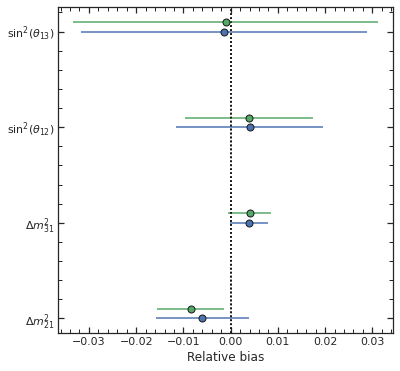 sin²(θ₁₃)
sin²(θ₁₂)
Δm²₃₁
Δm²₂₁
−0.03 −0.02 −0.01 0.00 0.01 0.02 0.03
Relative bias